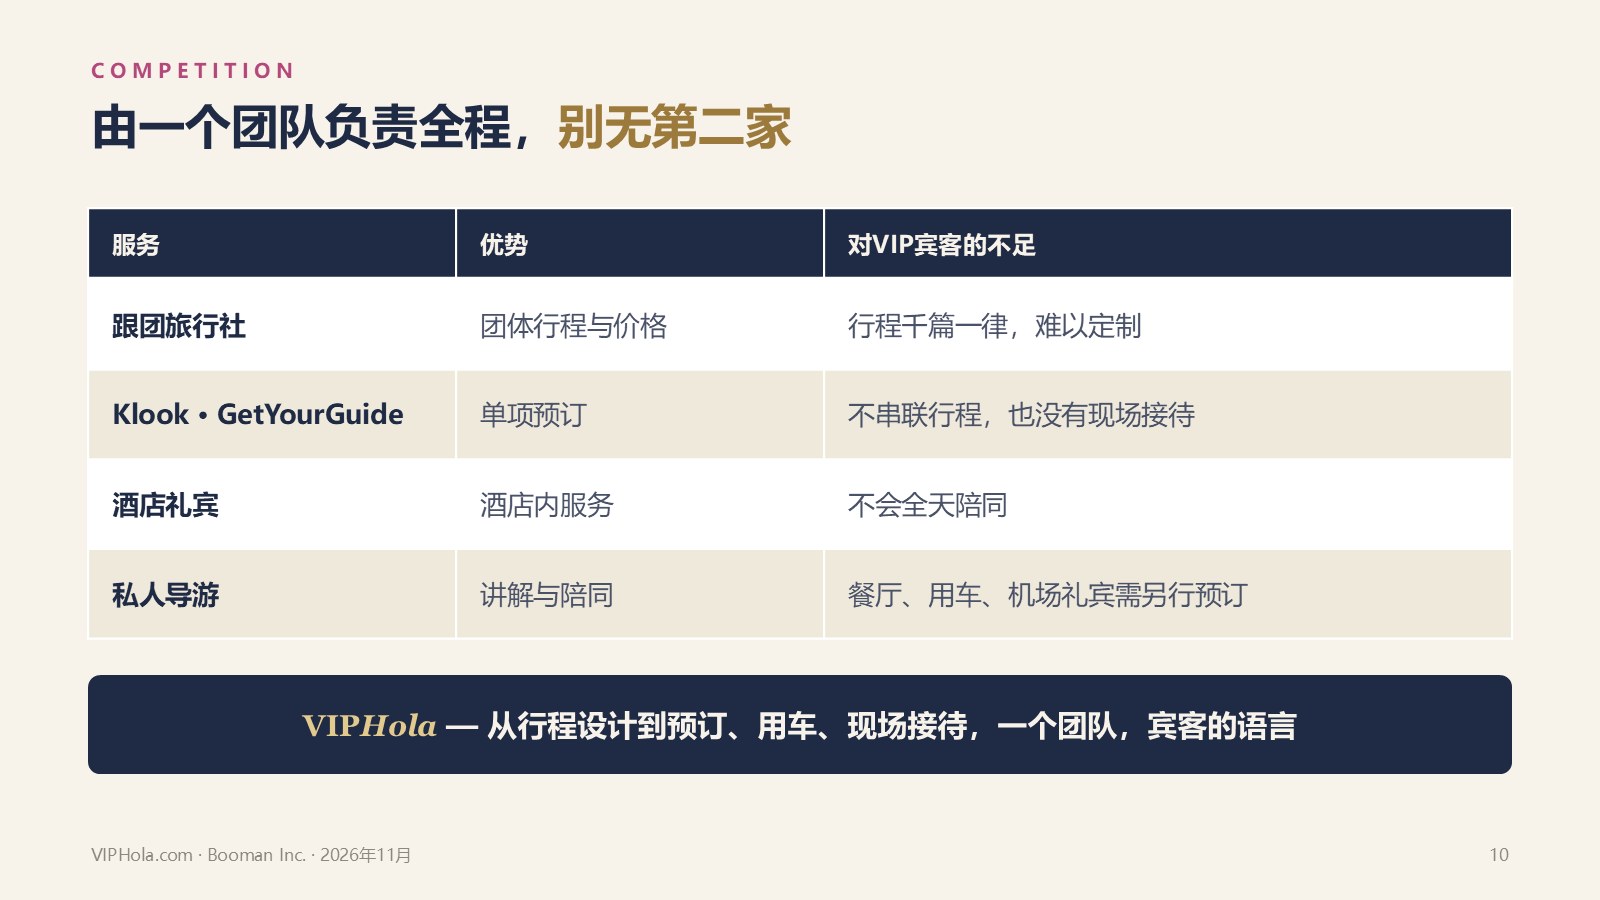 COMPETITION
由一个团队负责全程，别无第二家
服务 优势 对VIP宾客的不足
跟团旅行社 团体行程与价格 行程千篇一律，难以定制
Klook • GetYourGuide 单项预订 不串联行程，也没有现场接待
酒店礼宾 酒店内服务 不会全天陪同
私人导游 讲解与陪同 餐厅、用车、机场礼宾需另行预订
VIPHola — 从行程设计到预订、用车、现场接待，一个团队，宾客的语言
VIPHola.com · Booman Inc. · 2026年11月 10